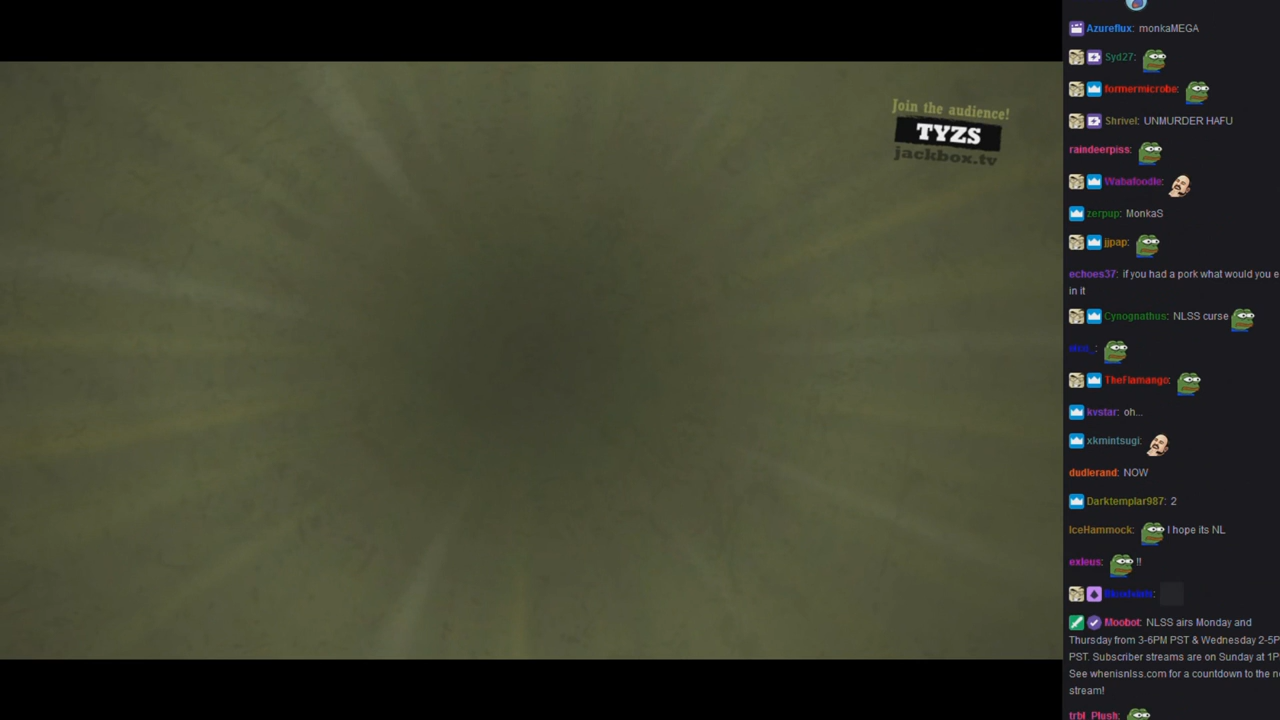 Join the audience!
TYZS
jackbox.tv
Azureflux: monkaMEGA
Syd27:
formermicrobe:
Shrivel: UNMURDER HAFU
raindeerpiss:
Wabafoodle:
zerpup: MonkaS
jjpap:
echoes37: if you had a pork what would you e
in it
Cynognathus: NLSS curse
TheFlamango:
kvstar: oh...
xkmintsugi:
dudlerand: NOW
Darktemplar987: 2
IceHammock: I hope its NL
exleus: !!
Moobot: NLSS airs Monday and
Thursday from 3-6PM PST & Wednesday 2-5P
PST. Subscriber streams are on Sunday at 1P
See whenisnlss.com for a countdown to the ne
stream!
trbl_Plush: